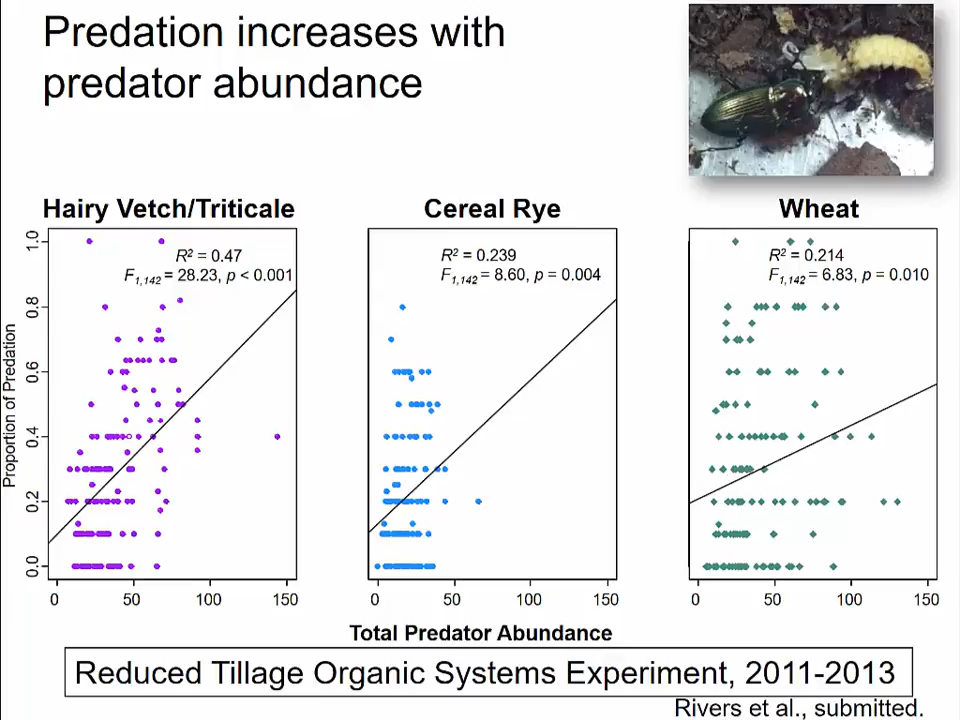 Predation increases with
predator abundance
Hairy Vetch/Triticale
Cereal Rye
Wheat
R² = 0.47
F1,142 = 28.23, p < 0.001
R² = 0.239
F1,142 = 8.60, p = 0.004
R² = 0.214
F1,142 = 6.83, p = 0.010
Proportion of Predation
1.0
0.8
0.6
0.4
0.2
0.0
0 50 100 150
0 50 100 150
0 50 100 150
Total Predator Abundance
Reduced Tillage Organic Systems Experiment, 2011-2013
Rivers et al., submitted.